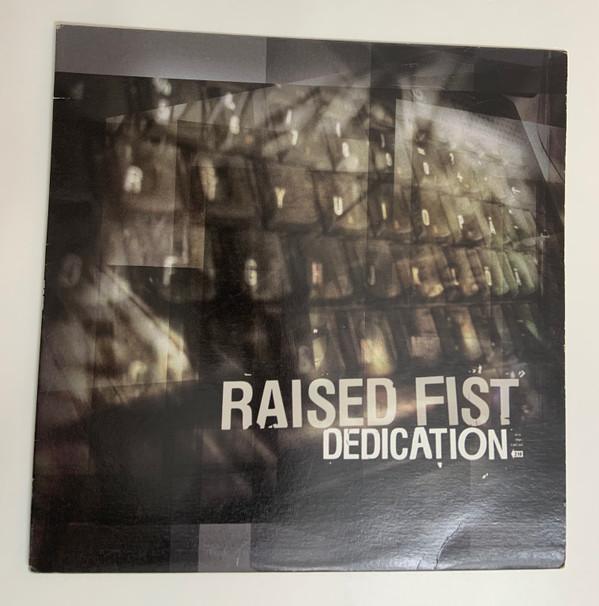 R T Y U I O P Å
RAISED FIST
DEDICATION